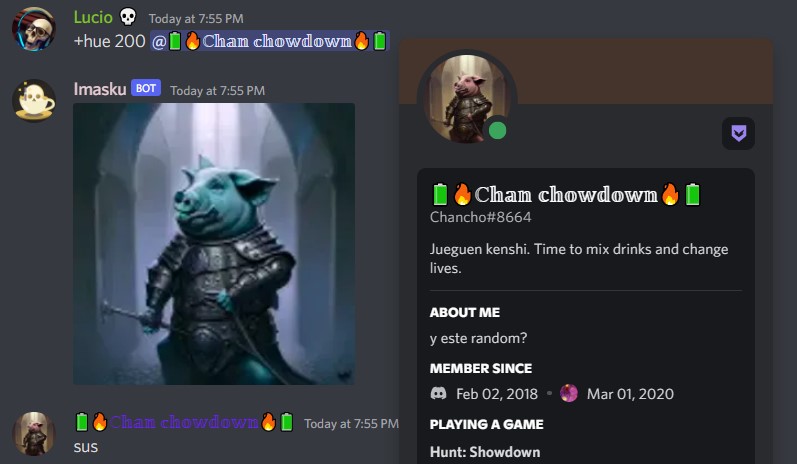 Lucio 💀 Today at 7:55 PM
+hue 200 @🔋🔥ℂhan chowdown🔥🔋
Imasku BOT Today at 7:55 PM
🔋🔥ℂhan chowdown🔥🔋 Today at 7:55 PM
sus
🔋🔥ℂhan chowdown🔥🔋
Chancho#8664
Jueguen kenshi. Time to mix drinks and change
lives.
ABOUT ME
y este random?
MEMBER SINCE
Feb 02, 2018 • Mar 01, 2020
PLAYING A GAME
Hunt: Showdown